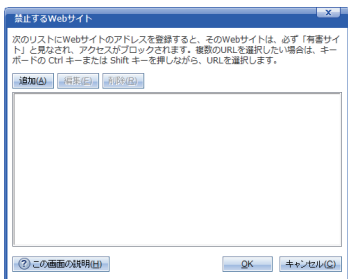 禁止するWebサイト
次のリストにWebサイトのアドレスを登録すると、そのWebサイトは、必ず「有害サイ
ト」と見なされ、アクセスがブロックされます。複数のURLを選択したい場合は、キー
ボードの Ctrl キーまたは Shift キーを押しながら、URLを選択します。
追加(A) 編集(E) 削除(R)
この画面の説明(H) OK キャンセル(C)